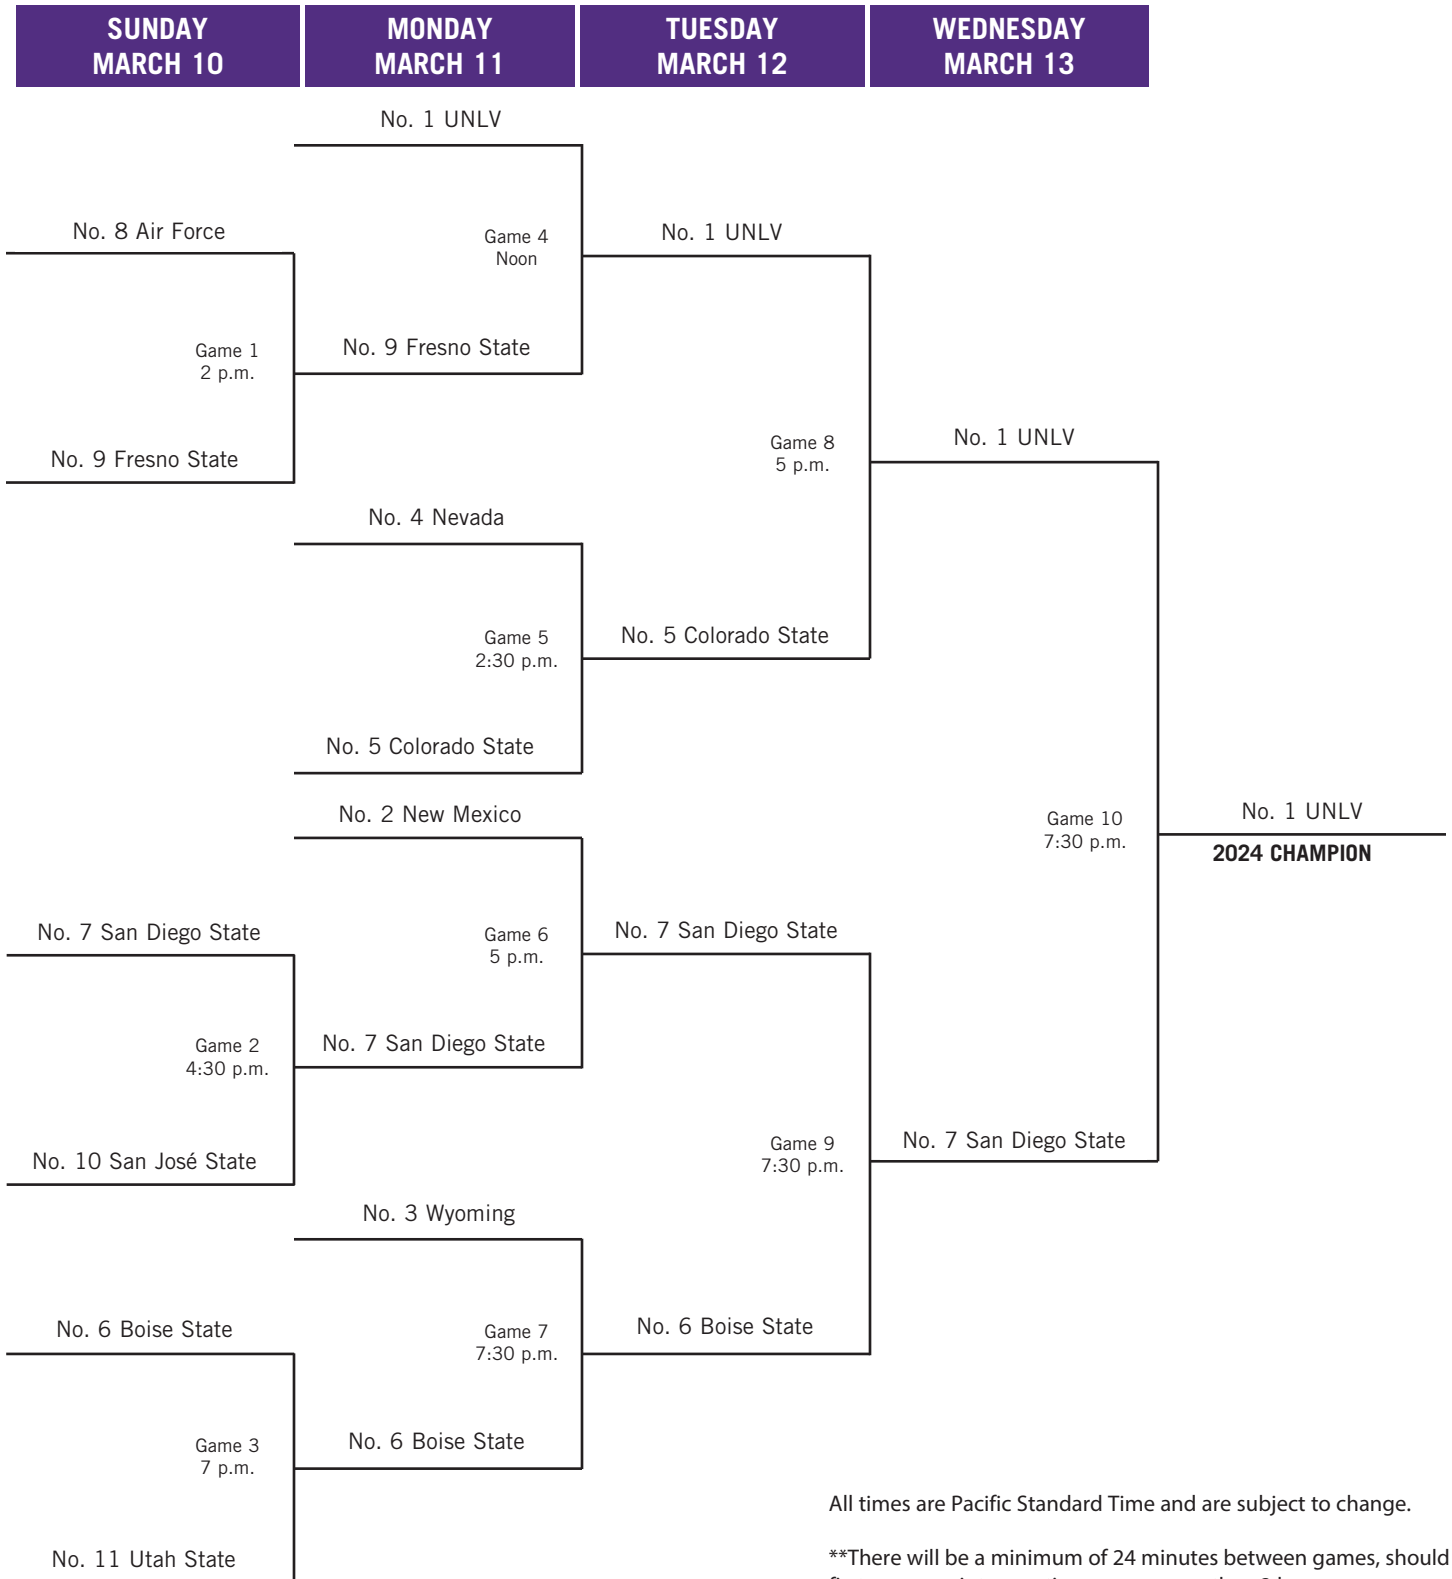 SUNDAY
MARCH 10
MONDAY
MARCH 11
TUESDAY
MARCH 12
WEDNESDAY
MARCH 13
No. 1 UNLV
No. 8 Air Force
Game 4
Noon
No. 1 UNLV
Game 1
2 p.m.
No. 9 Fresno State
No. 9 Fresno State
Game 8
5 p.m.
No. 1 UNLV
No. 4 Nevada
Game 5
2:30 p.m.
No. 5 Colorado State
No. 5 Colorado State
No. 2 New Mexico
Game 10
7:30 p.m.
No. 1 UNLV
2024 CHAMPION
No. 7 San Diego State
Game 6
5 p.m.
No. 7 San Diego State
Game 2
4:30 p.m.
No. 7 San Diego State
No. 10 San José State
Game 9
7:30 p.m.
No. 7 San Diego State
No. 3 Wyoming
No. 6 Boise State
Game 7
7:30 p.m.
No. 6 Boise State
Game 3
7 p.m.
No. 6 Boise State
No. 11 Utah State
All times are Pacific Standard Time and are subject to change.
**There will be a minimum of 24 minutes between games, should